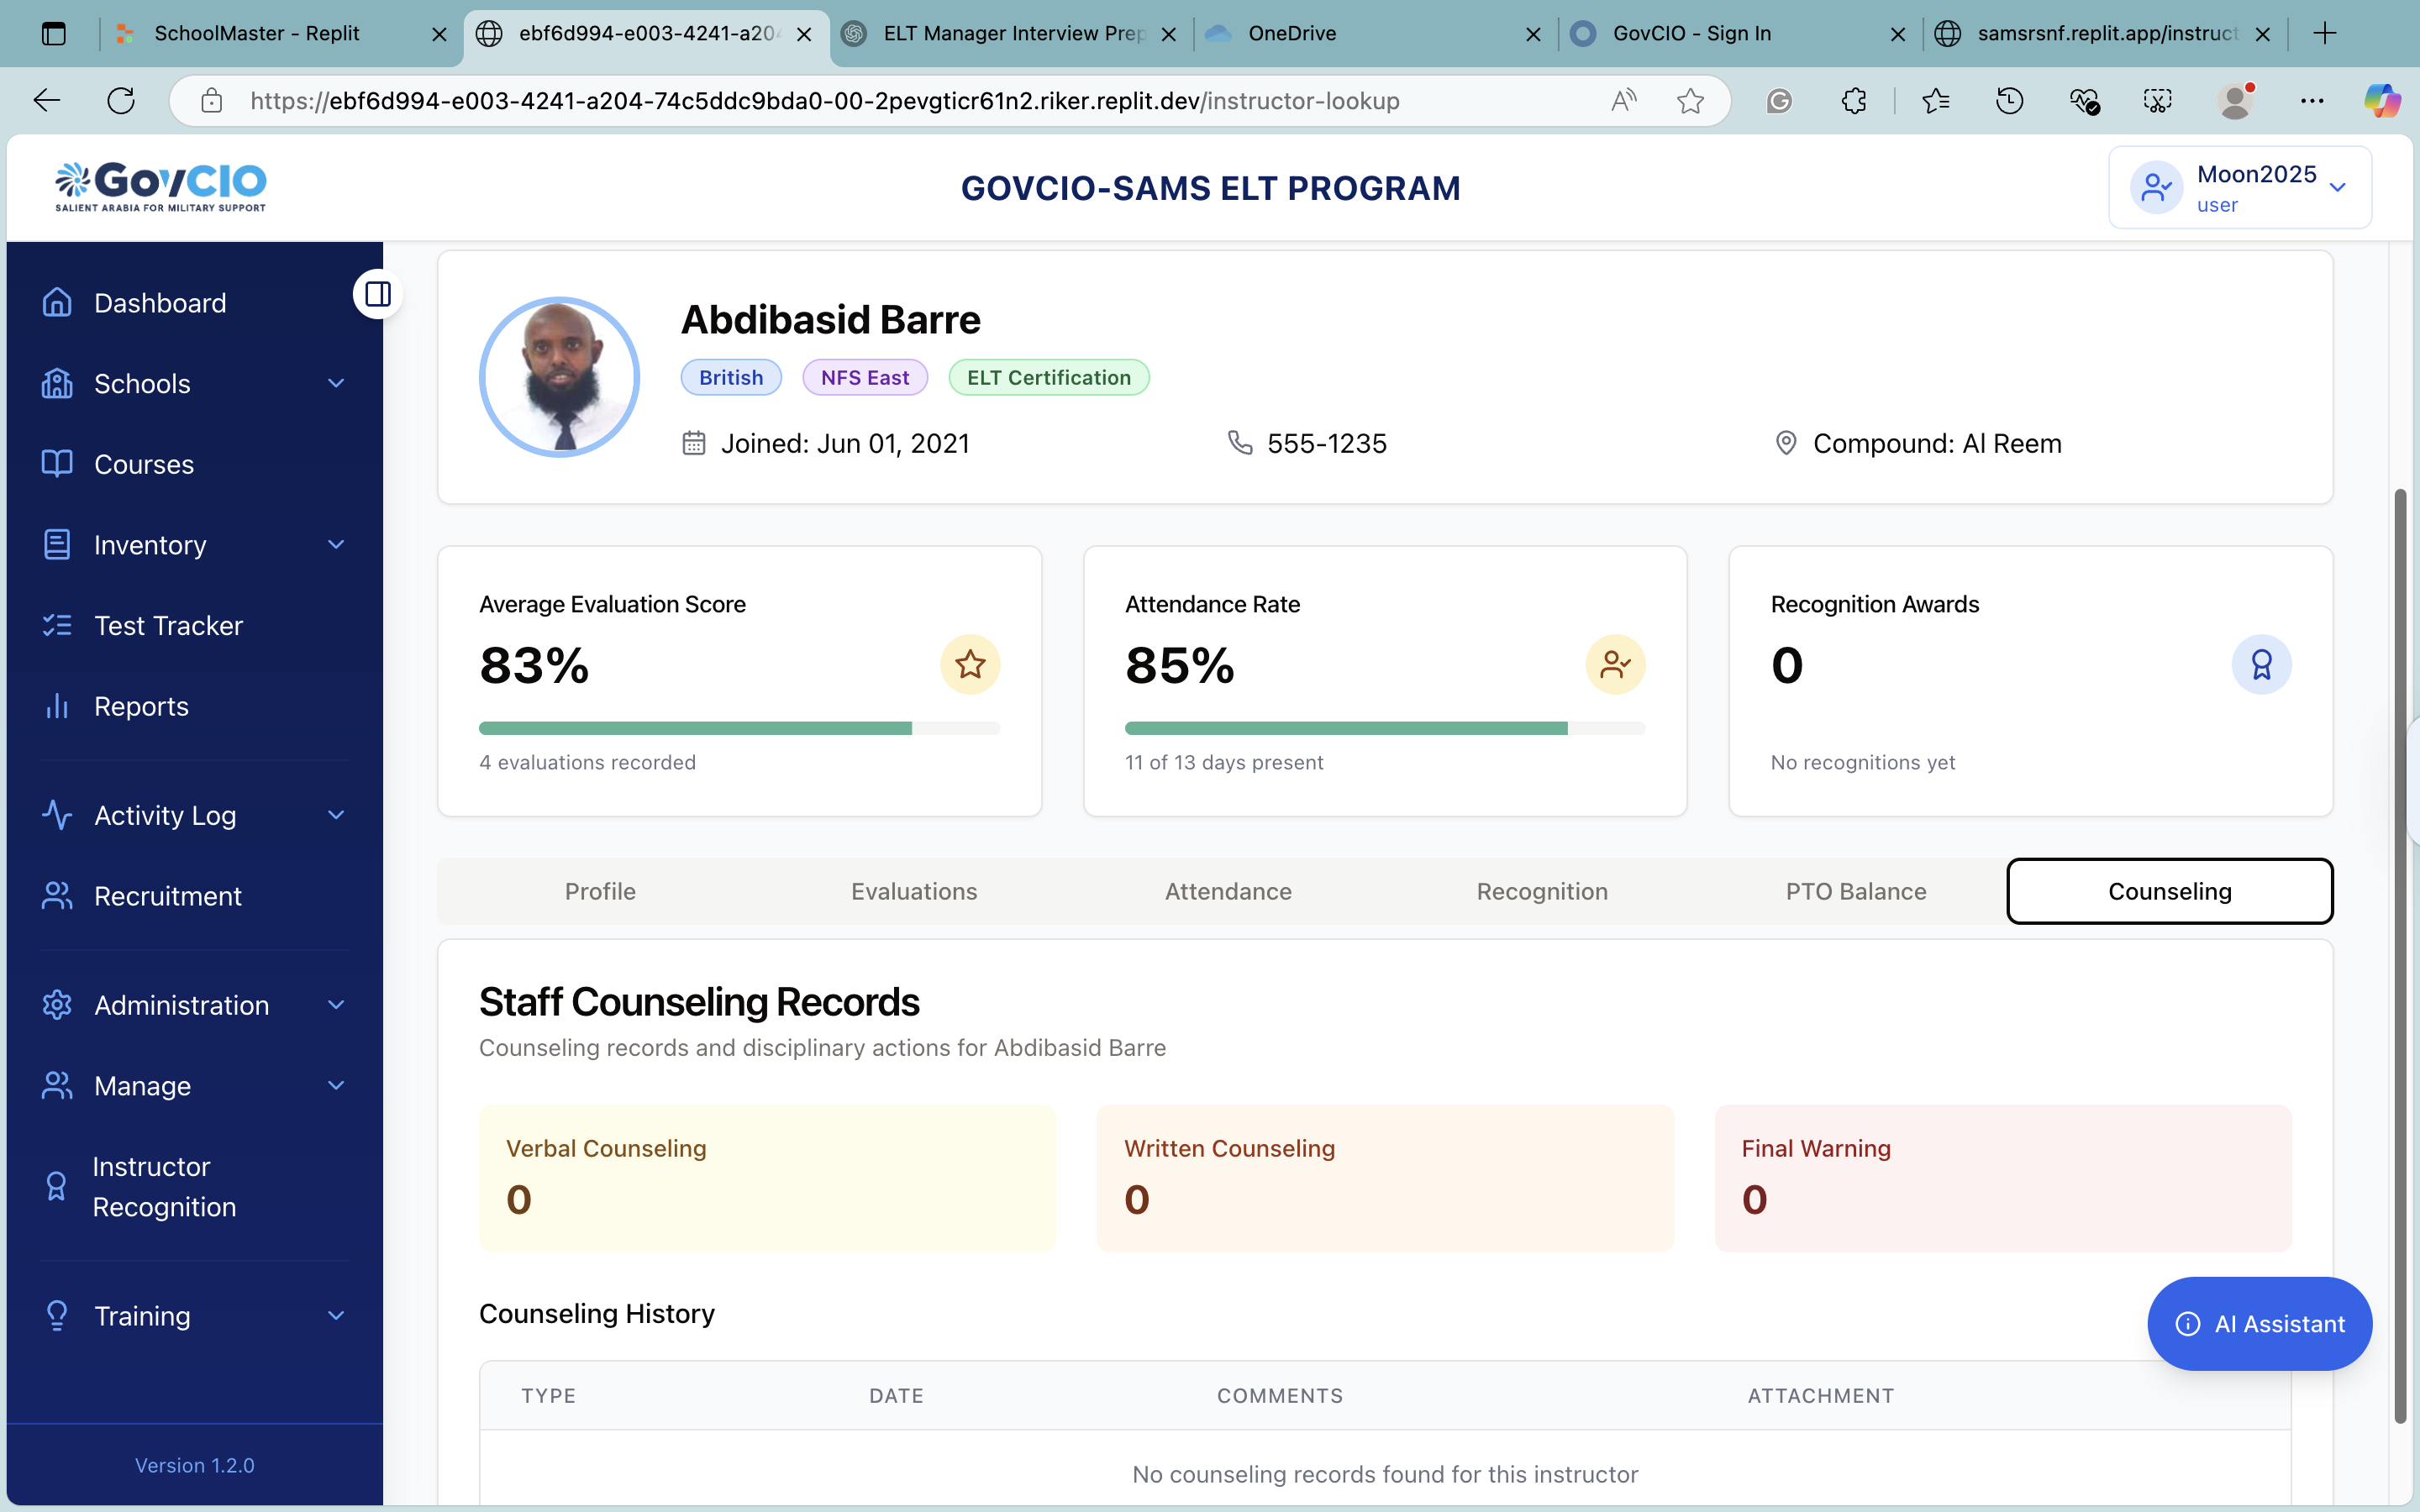 SchoolMaster - Replit
ebf6d994-e003-4241-a204
ELT Manager Interview Prep
OneDrive
GovCIO - Sign In
samsrsnf.replit.app/instruct
https://ebf6d994-e003-4241-a204-74c5ddc9bda0-00-2pevgticr61n2.riker.replit.dev/instructor-lookup
GovCIO
SALIENT ARABIA FOR MILITARY SUPPORT
GOVCIO-SAMS ELT PROGRAM
Moon2025
user
Dashboard
Schools
Courses
Inventory
Test Tracker
Reports
Activity Log
Recruitment
Administration
Manage
Instructor
Recognition
Training
Version 1.2.0
Abdibasid Barre
British
NFS East
ELT Certification
Joined: Jun 01, 2021
555-1235
Compound: Al Reem
Average Evaluation Score
83%
4 evaluations recorded
Attendance Rate
85%
11 of 13 days present
Recognition Awards
0
No recognitions yet
Profile
Evaluations
Attendance
Recognition
PTO Balance
Counseling
Staff Counseling Records
Counseling records and disciplinary actions for Abdibasid Barre
Verbal Counseling
0
Written Counseling
0
Final Warning
0
Counseling History
AI Assistant
TYPE
DATE
COMMENTS
ATTACHMENT
No counseling records found for this instructor